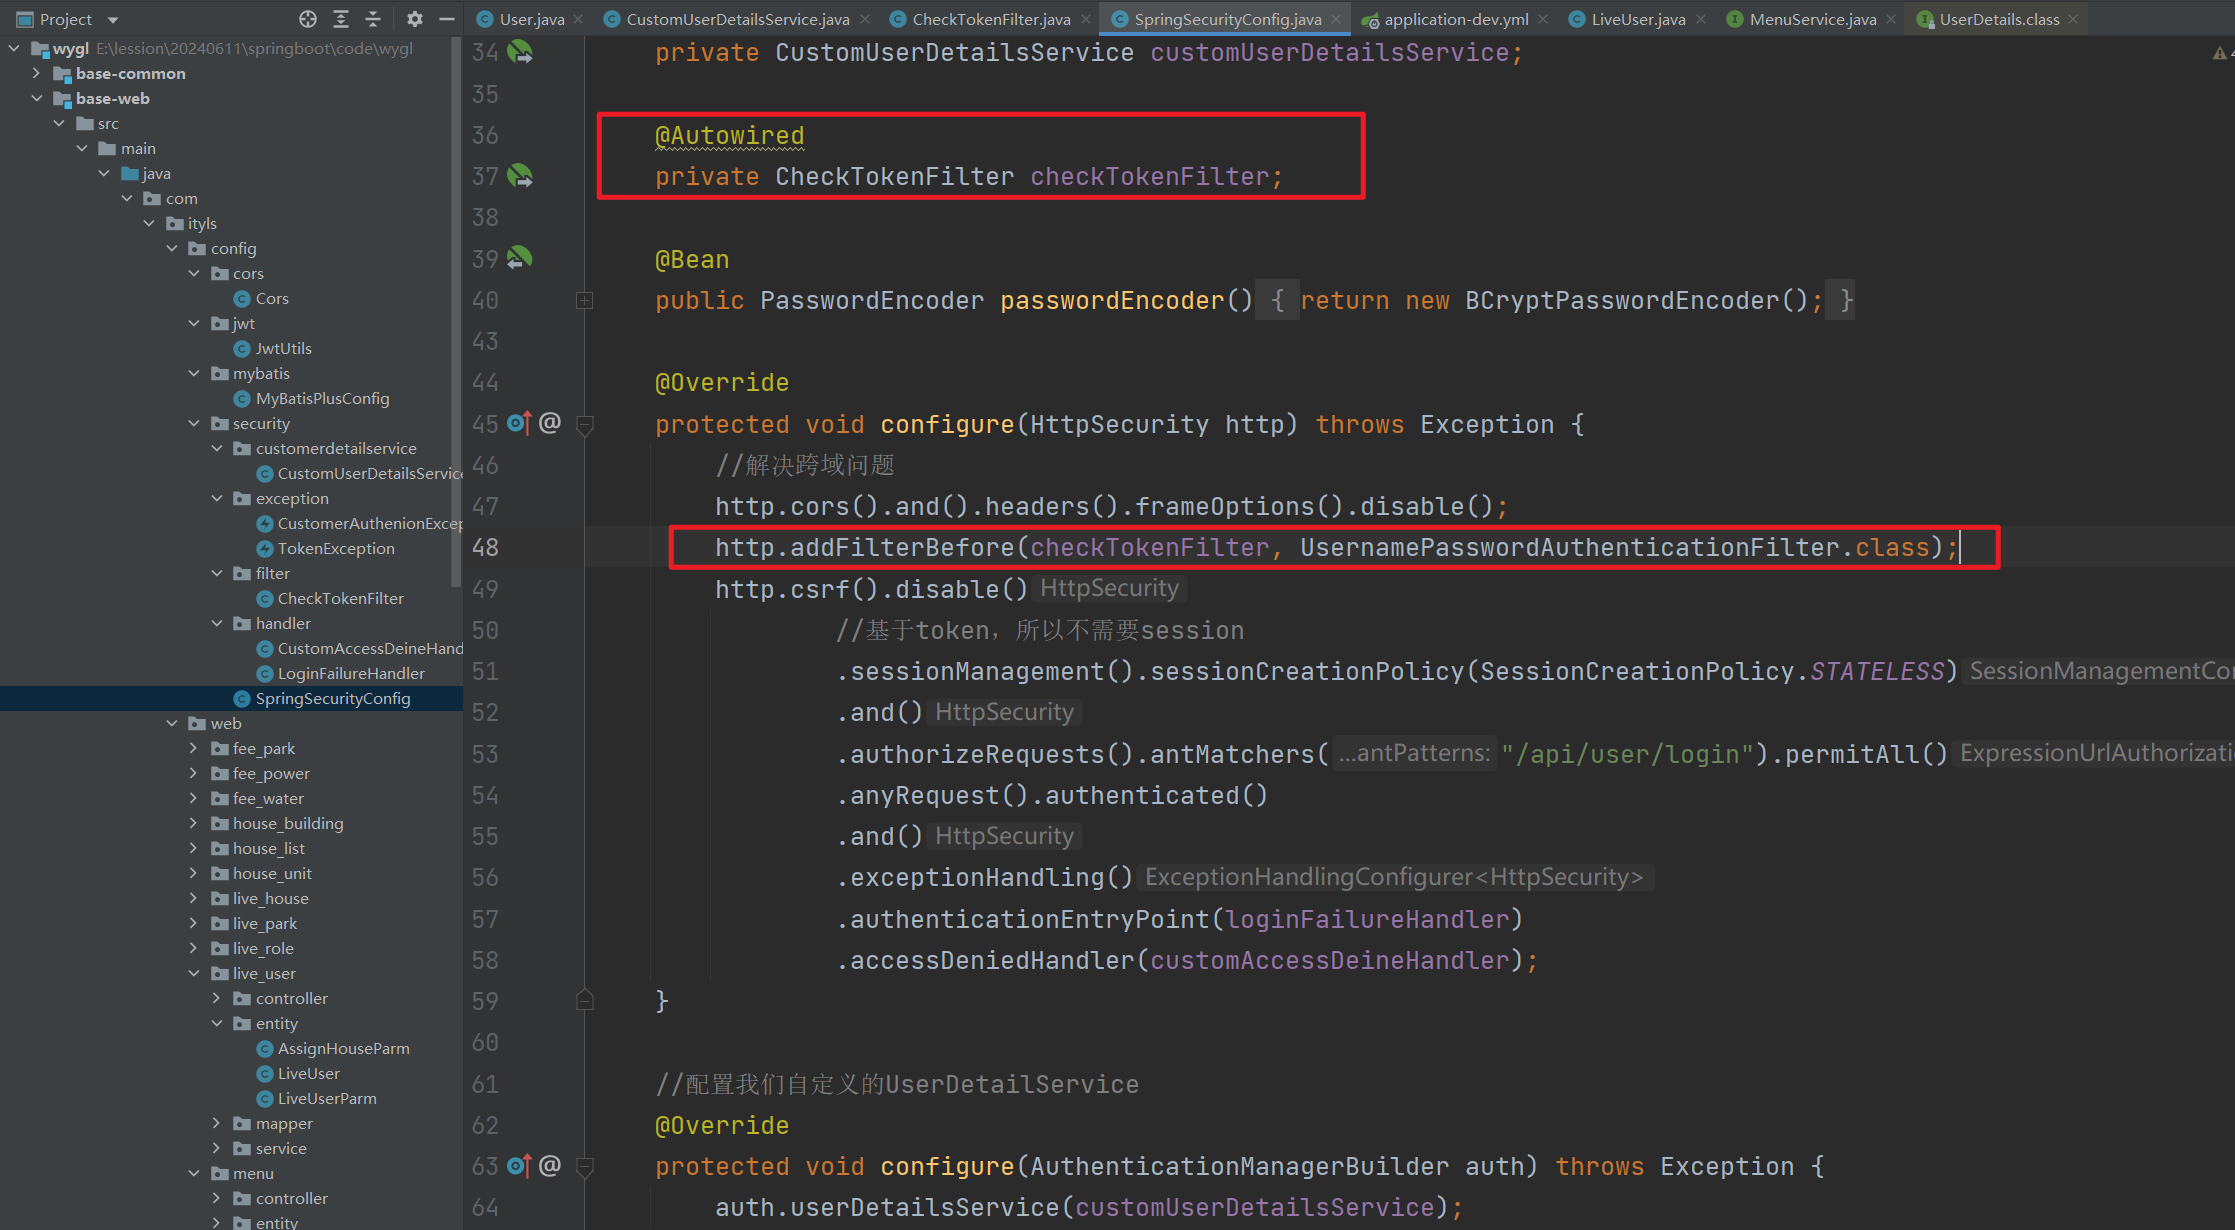 Project
User.java
CustomUserDetailsService.java
CheckTokenFilter.java
SpringSecurityConfig.java
application-dev.yml
LiveUser.java
MenuService.java
UserDetails.class
wygl E:\lession\20240611\springboot\code\wygl
base-common
base-web
src
main
java
com
ityls
config
cors
Cors
jwt
JwtUtils
mybatis
MyBatisPlusConfig
security
customerdetailservice
CustomUserDetailsService
exception
CustomerAuthenionExcep
TokenException
filter
CheckTokenFilter
handler
CustomAccessDeineHand
LoginFailureHandler
SpringSecurityConfig
web
fee_park
fee_power
fee_water
house_building
house_list
house_unit
live_house
live_park
live_role
live_user
controller
entity
AssignHouseParm
LiveUser
LiveUserParm
mapper
service
menu
controller
entity
34 private CustomUserDetailsService customUserDetailsService;
35
36 @Autowired
37 private CheckTokenFilter checkTokenFilter;
38
39 @Bean
40 public PasswordEncoder passwordEncoder() { return new BCryptPasswordEncoder(); }
43
44 @Override
45 @ protected void configure(HttpSecurity http) throws Exception {
46 //解决跨域问题
47 http.cors().and().headers().frameOptions().disable();
48 http.addFilterBefore(checkTokenFilter, UsernamePasswordAuthenticationFilter.class);
49 http.csrf().disable() HttpSecurity
50 //基于token，所以不需要session
51 .sessionManagement().sessionCreationPolicy(SessionCreationPolicy.STATELESS) SessionManagementCon
52 .and() HttpSecurity
53 .authorizeRequests().antMatchers( ...antPatterns: "/api/user/login").permitAll() ExpressionUrlAuthorizati
54 .anyRequest().authenticated()
55 .and() HttpSecurity
56 .exceptionHandling() ExceptionHandlingConfigurer<HttpSecurity>
57 .authenticationEntryPoint(loginFailureHandler)
58 .accessDeniedHandler(customAccessDeineHandler);
59 }
60
61 //配置我们自定义的UserDetailService
62 @Override
63 @ protected void configure(AuthenticationManagerBuilder auth) throws Exception {
64 auth.userDetailsService(customUserDetailsService);